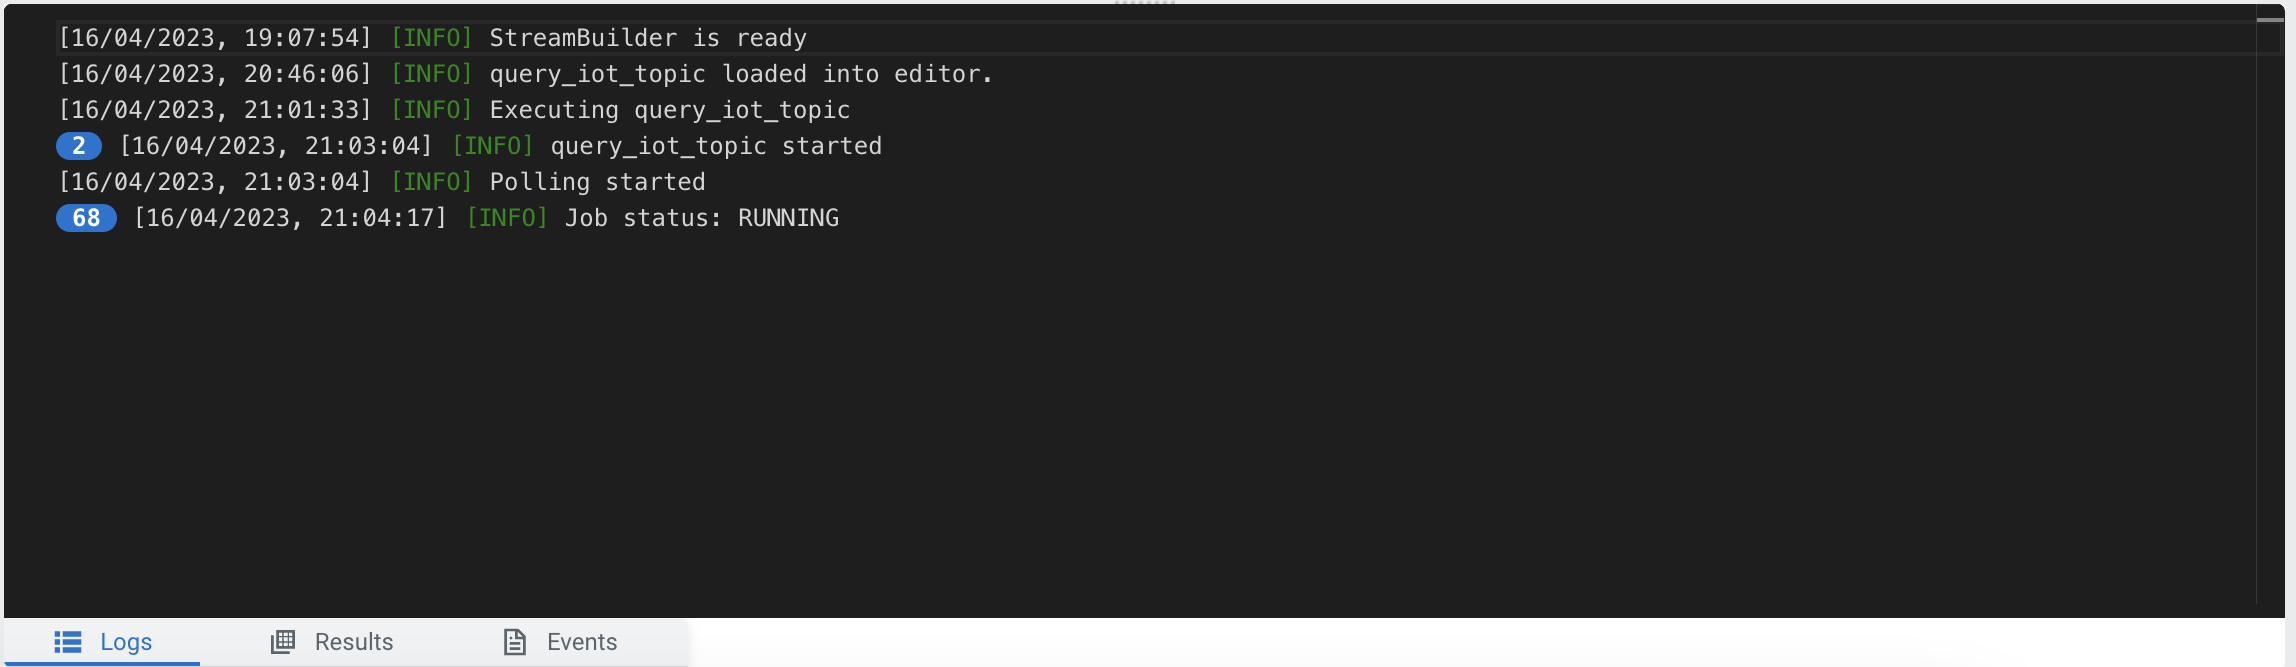 [16/04/2023, 19:07:54] [INFO] StreamBuilder is ready
[16/04/2023, 20:46:06] [INFO] query_iot_topic loaded into editor.
[16/04/2023, 21:01:33] [INFO] Executing query_iot_topic
2 [16/04/2023, 21:03:04] [INFO] query_iot_topic started
[16/04/2023, 21:03:04] [INFO] Polling started
68 [16/04/2023, 21:04:17] [INFO] Job status: RUNNING
Logs Results Events